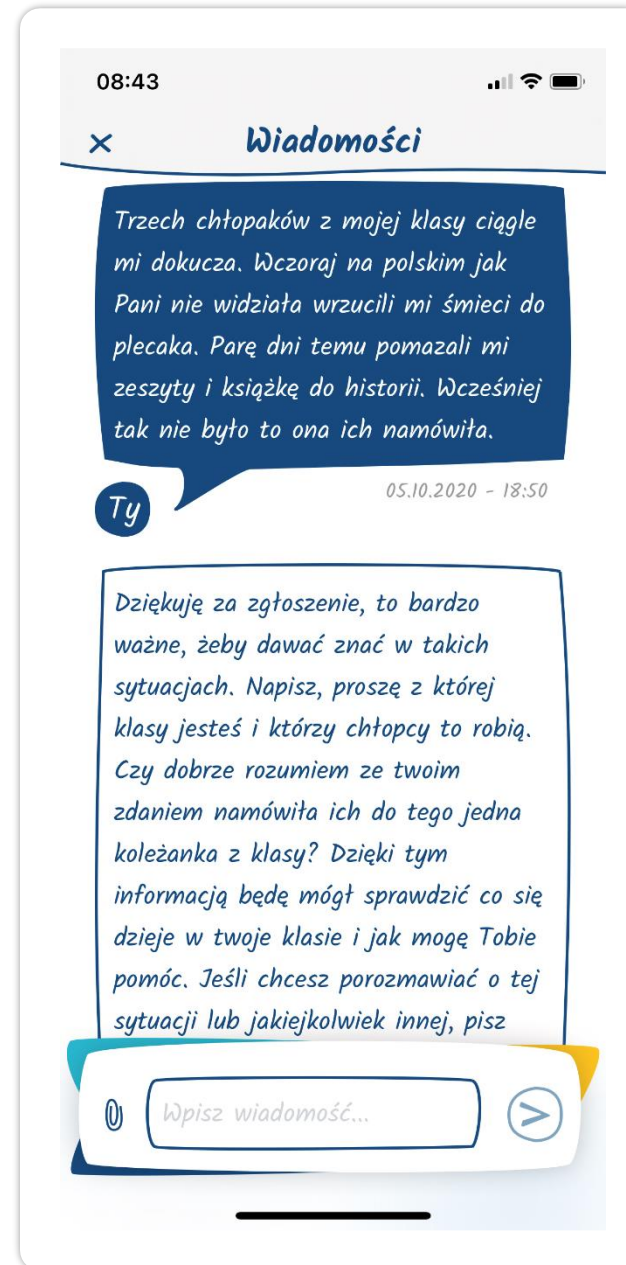 08:43
Wiadomości
Trzech chłopaków z mojej klasy ciągle
mi dokucza. Wczoraj na polskim jak
Pani nie widziała wrzucili mi śmieci do
plecaka. Parę dni temu pomazali mi
zeszyty i książkę do historii. Wcześniej
tak nie było to ona ich namówiła.
Ty
05.10.2020 - 18:50
Dziękuję za zgłoszenie, to bardzo
ważne, żeby dawać znać w takich
sytuacjach. Napisz, proszę z której
klasy jesteś i którzy chłopcy to robią.
Czy dobrze rozumiem ze twoim
zdaniem namówiła ich do tego jedna
koleżanka z klasy? Dzięki tym
informacją będę mógł sprawdzić co się
dzieje w twoje klasie i jak mogę Tobie
pomóc. Jeśli chcesz porozmawiać o tej
sytuacji lub jakiejkolwiek innej, pisz
Wpisz wiadomość...